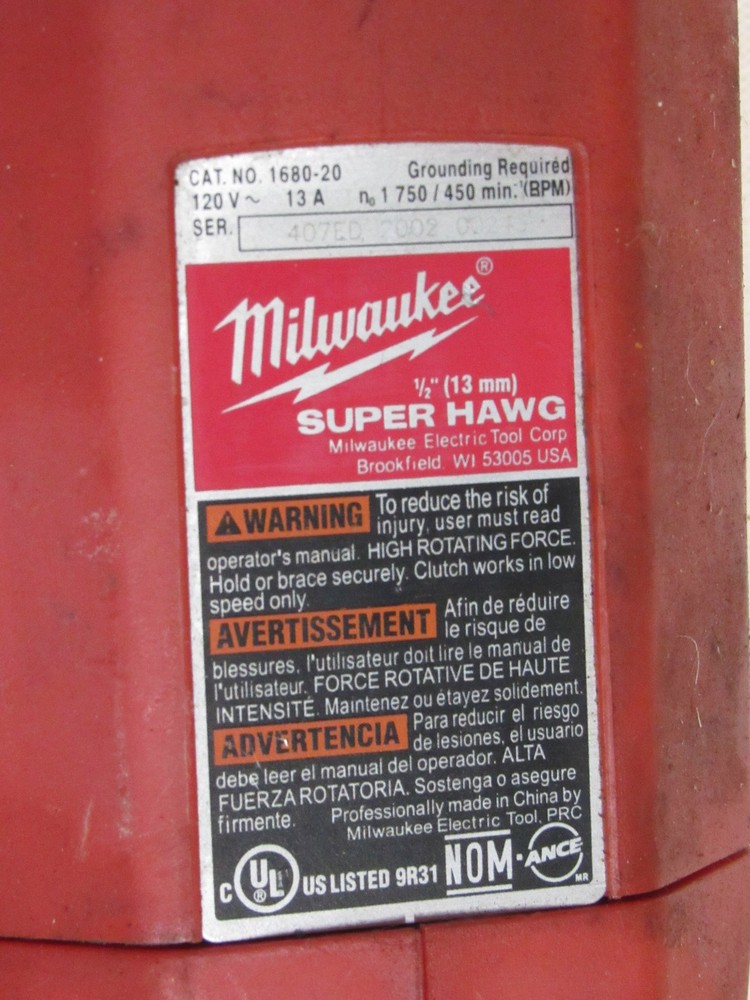 CAT. NO. 1680-20 Grounding Required
120 V ~ 13 A n₀ 1 750 / 450 min⁻¹ (BPM)
SER. 407ED 2002
Milwaukee®
½" (13 mm)
SUPER HAWG
Milwaukee Electric Tool Corp
Brookfield WI 53005 USA
⚠ WARNING To reduce the risk of
injury, user must read
operator's manual. HIGH ROTATING FORCE.
Hold or brace securely. Clutch works in low
speed only.
AVERTISSEMENT Afin de réduire
le risque de
blessures, l'utilisateur doit lire le manual de
l'utilisateur. FORCE ROTATIVE DE HAUTE
INTENSITÉ. Maintenez ou étayez solidement.
ADVERTENCIA Para reducir el riesgo
de lesiones, el usuario
debe leer el manual del operador. ALTA
FUERZA ROTATORIA. Sostenga o asegure
firmente. Professionally made in China by
Milwaukee Electric Tool, PRC
C UL® US LISTED 9R31 NOM-ANCE MR